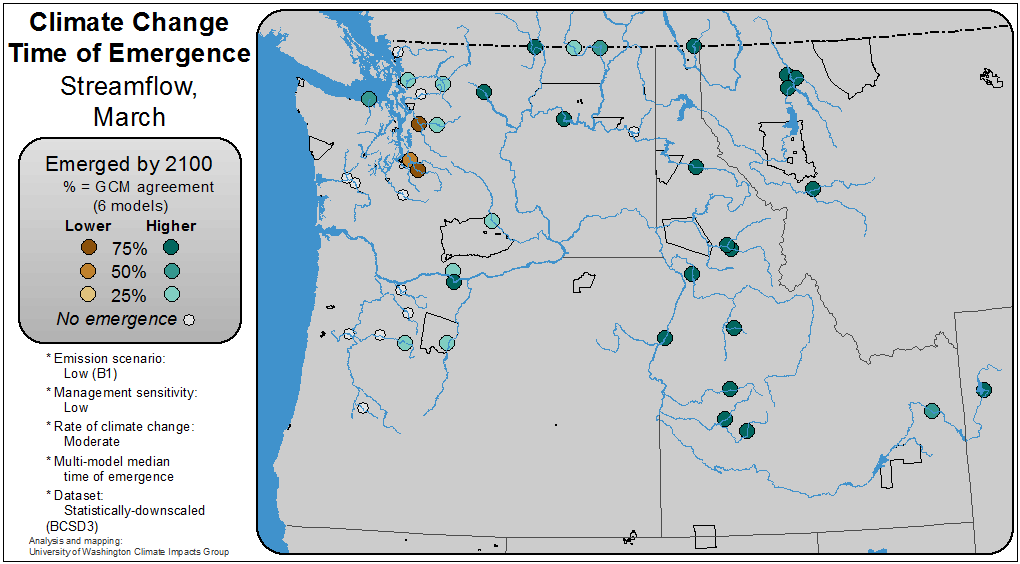 Climate Change
Time of Emergence
Streamflow,
March
Emerged by 2100
% = GCM agreement
(6 models)
Lower Higher
75%
50%
25%
No emergence
* Emission scenario:
Low (B1)
* Management sensitivity:
Low
* Rate of climate change:
Moderate
* Multi-model median
time of emergence
* Dataset:
Statistically-downscaled
(BCSD3)
Analysis and mapping:
University of Washington Climate Impacts Group